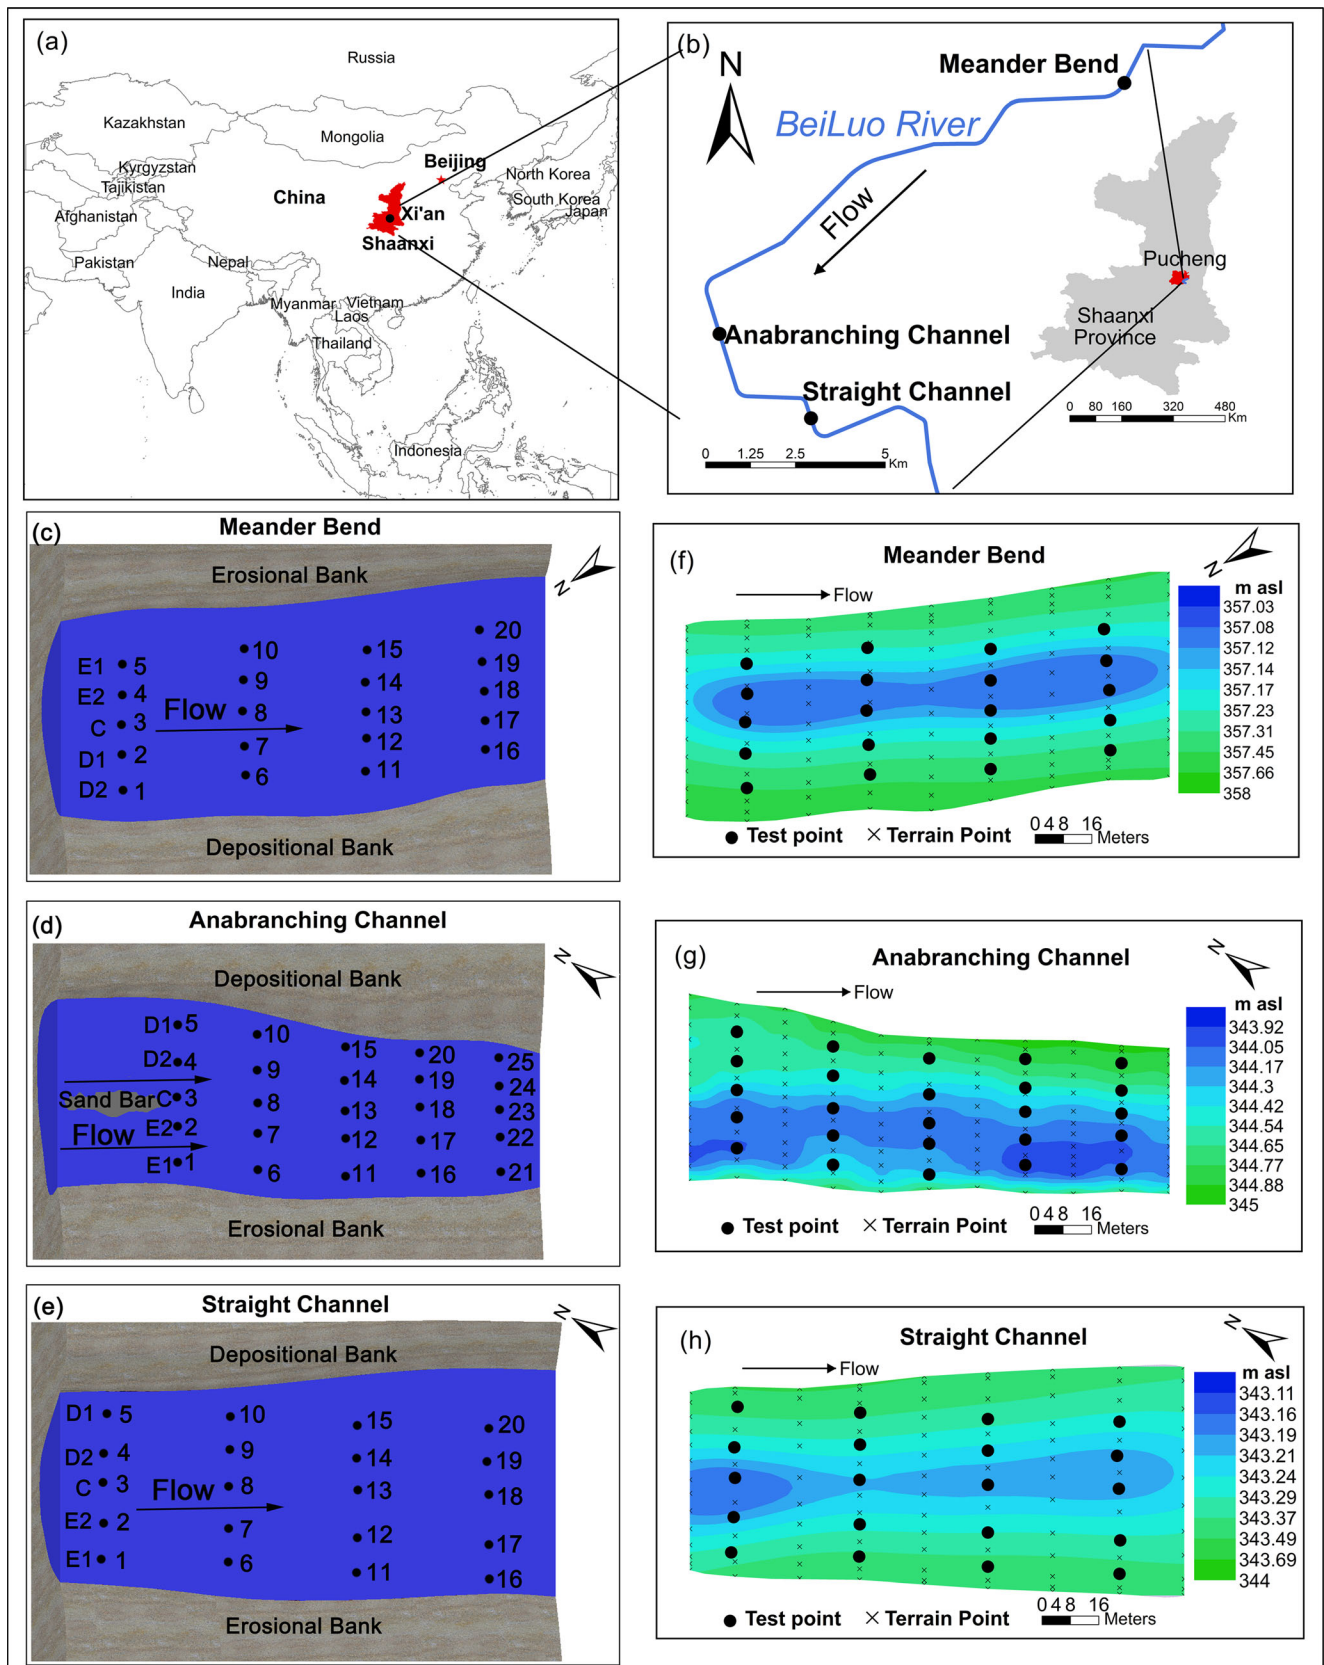 (a)
Russia
Kazakhstan
Mongolia
Kyrgyzstan
Tajikistan
Beijing
North Korea
South Korea
Japan
China
Xi'an
Shaanxi
Afghanistan
Pakistan
Nepal
India
Myanmar
Vietnam
Laos
Thailand
Indonesia
(b)
N
Meander Bend
BeiLuo River
Flow
Pucheng
Shaanxi
Province
Anabranching Channel
Straight Channel
0 80 160 320 480
Km
0 1.25 2.5 5
Km
(c)
Meander Bend
N
Erosional Bank
E1 5 10 15 20
E2 4 9 14 19
C 3 8 13 18
Flow
D1 2 7 12 17
D2 1 6 11 16
Depositional Bank
(f)
Meander Bend
N
Flow
m asl
357.03
357.08
357.12
357.14
357.17
357.23
357.31
357.45
357.66
358
Test point
Terrain Point
0 4 8 16
Meters
(d)
Anabranching Channel
N
Depositional Bank
D1 5 10 15 20 25
D2 4 9 14 19 24
Sand Bar
C 3 8 13 18 23
E2 2 7 12 17 22
Flow
E1 1 6 11 16 21
Erosional Bank
(g)
Anabranching Channel
N
Flow
m asl
343.92
344.05
344.17
344.3
344.42
344.54
344.65
344.77
344.88
345
Test point
Terrain Point
0 4 8 16
Meters
(e)
Straight Channel
N
Depositional Bank
D1 5 10 15 20
D2 4 9 14 19
C 3 8 13 18
Flow
E2 2 7 12 17
E1 1 6 11 16
Erosional Bank
(h)
Straight Channel
N
Flow
m asl
343.11
343.16
343.19
343.21
343.24
343.29
343.37
343.49
343.69
344
Test point
Terrain Point
0 4 8 16
Meters